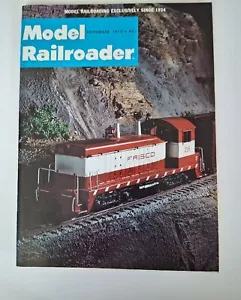 MODEL RAILROADING EXCLUSIVELY SINCE 1934
Model
Railroader
FRISCO